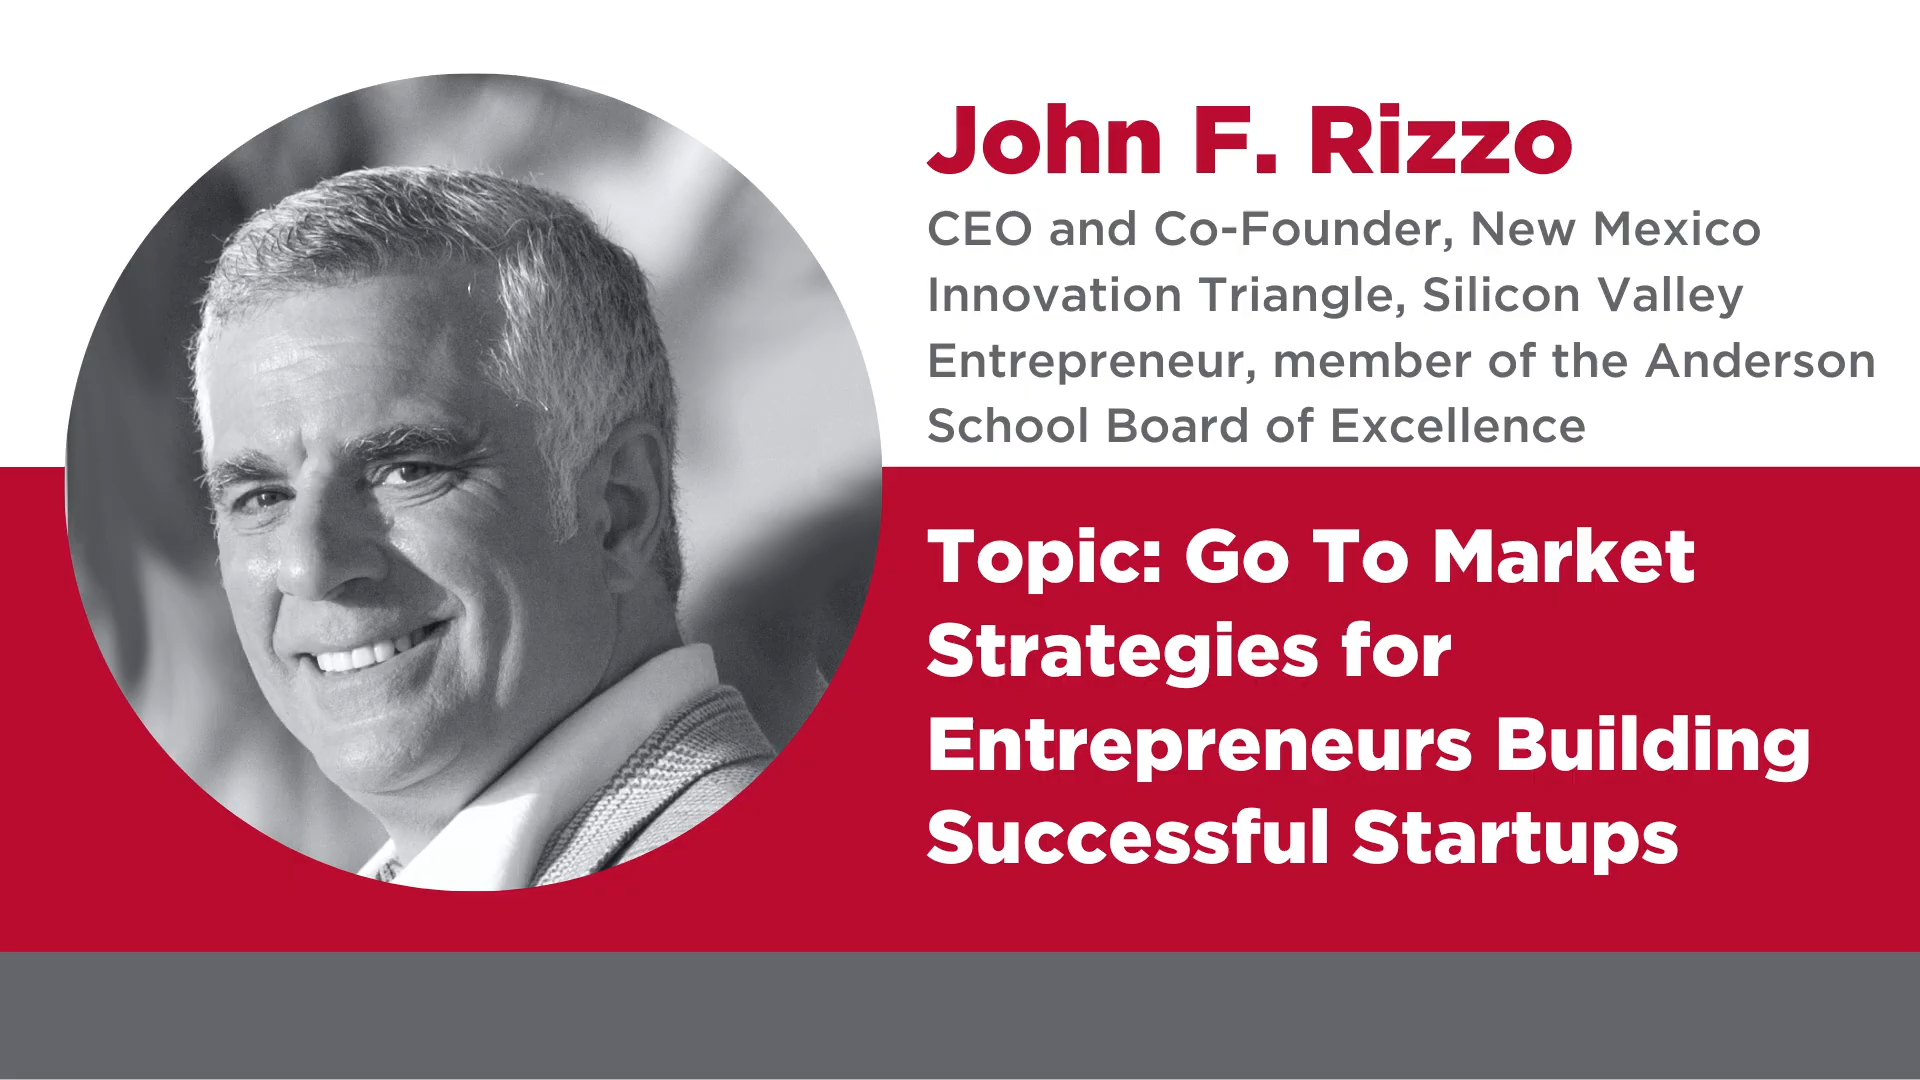 John F. Rizzo
CEO and Co-Founder, New Mexico
Innovation Triangle, Silicon Valley
Entrepreneur, member of the Anderson
School Board of Excellence
Topic: Go To Market
Strategies for
Entrepreneurs Building
Successful Startups